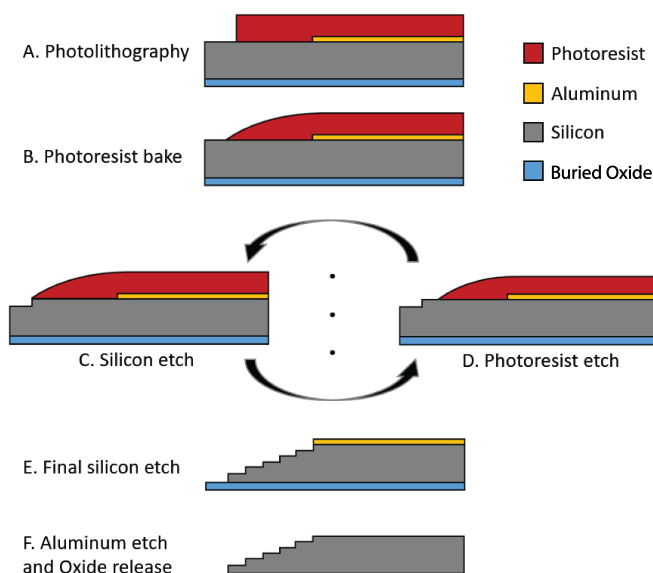 A. Photolithography
Photoresist
Aluminum
Silicon
Buried Oxide
B. Photoresist bake
C. Silicon etch
D. Photoresist etch
E. Final silicon etch
F. Aluminum etch
and Oxide release